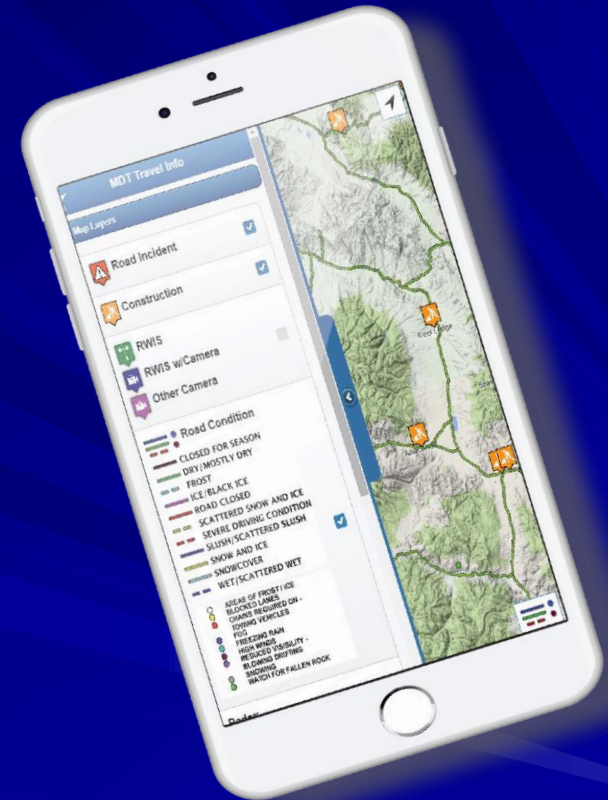 MDT Travel Info
Map Layers
Road Incident
Construction
RWIS
RWIS w/Camera
Other Camera
Road Condition
CLOSED FOR SEASON
DRY/MOSTLY DRY
FROST
ICE/BLACK ICE
ROAD CLOSED
SCATTERED SNOW AND ICE
SEVERE DRIVING CONDITION
SLUSH/SCATTERED SLUSH
SNOW AND ICE
SNOWCOVER
WET/SCATTERED WET
AREAS OF FROST/ICE
BLOCKED LANES
CHAINS REQUIRED ON -
TOWING VEHICLES
FOG
FREEZING RAIN
HIGH WINDS
REDUCED VISIBILITY -
BLOWING DRIFTING
SNOWING
WATCH FOR FALLEN ROCK